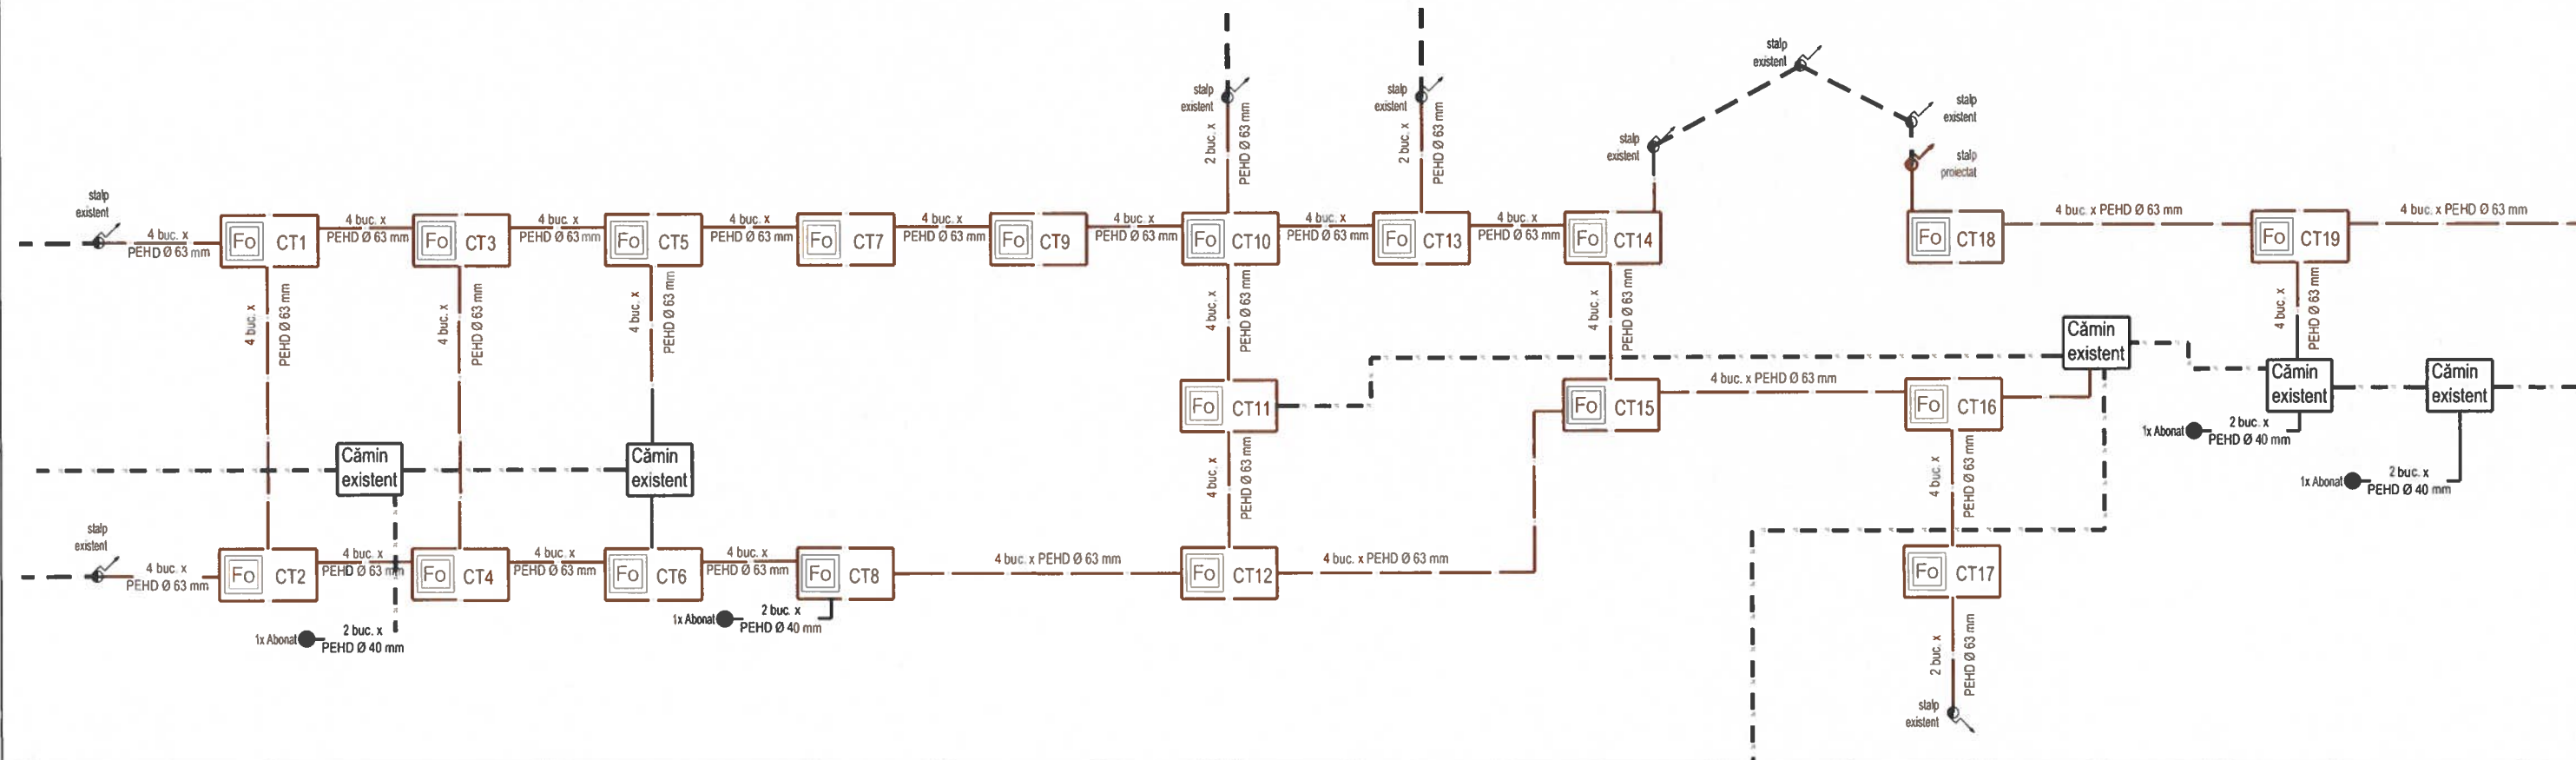 stalp
existent
stalp
existent
stalp
existent
stalp
existent
stalp
existent
stalp
proiectat
2 buc. x
PEHD Ø 63 mm
2 buc. x
PEHD Ø 63 mm
stalp
existent
4 buc. x
PEHD Ø 63 mm
Fo CT1
4 buc. x
PEHD Ø 63 mm
Fo CT3
4 buc. x
PEHD Ø 63 mm
Fo CT5
4 buc. x
PEHD Ø 63 mm
Fo CT7
4 buc. x
PEHD Ø 63 mm
Fo CT9
4 buc. x
PEHD Ø 63 mm
Fo CT10
4 buc. x
PEHD Ø 63 mm
Fo CT13
4 buc. x
PEHD Ø 63 mm
Fo CT14
Fo CT18
4 buc. x PEHD Ø 63 mm
Fo CT19
4 buc. x PEHD Ø 63 mm
4 buc. x
PEHD Ø 63 mm
4 buc. x
PEHD Ø 63 mm
4 buc. x
PEHD Ø 63 mm
4 buc. x
PEHD Ø 63 mm
4 buc. x
PEHD Ø 63 mm
4 buc. x
PEHD Ø 63 mm
Cămin
existent
Cămin
existent
Cămin
existent
Fo CT11
Fo CT15
4 buc. x PEHD Ø 63 mm
Fo CT16
1x Abonat
2 buc. x
PEHD Ø 40 mm
1x Abonat
2 buc. x
PEHD Ø 40 mm
Cămin
existent
Cămin
existent
4 buc. x
PEHD Ø 63 mm
4 buc. x
PEHD Ø 63 mm
stalp
existent
4 buc. x
PEHD Ø 63 mm
Fo CT2
4 buc. x
PEHD Ø 63 mm
Fo CT4
4 buc. x
PEHD Ø 63 mm
Fo CT6
4 buc. x
PEHD Ø 63 mm
Fo CT8
4 buc. x PEHD Ø 63 mm
Fo CT12
4 buc. x PEHD Ø 63 mm
Fo CT17
1x Abonat
2 buc. x
PEHD Ø 40 mm
1x Abonat
2 buc. x
PEHD Ø 40 mm
2 buc. x
PEHD Ø 63 mm
stalp
existent